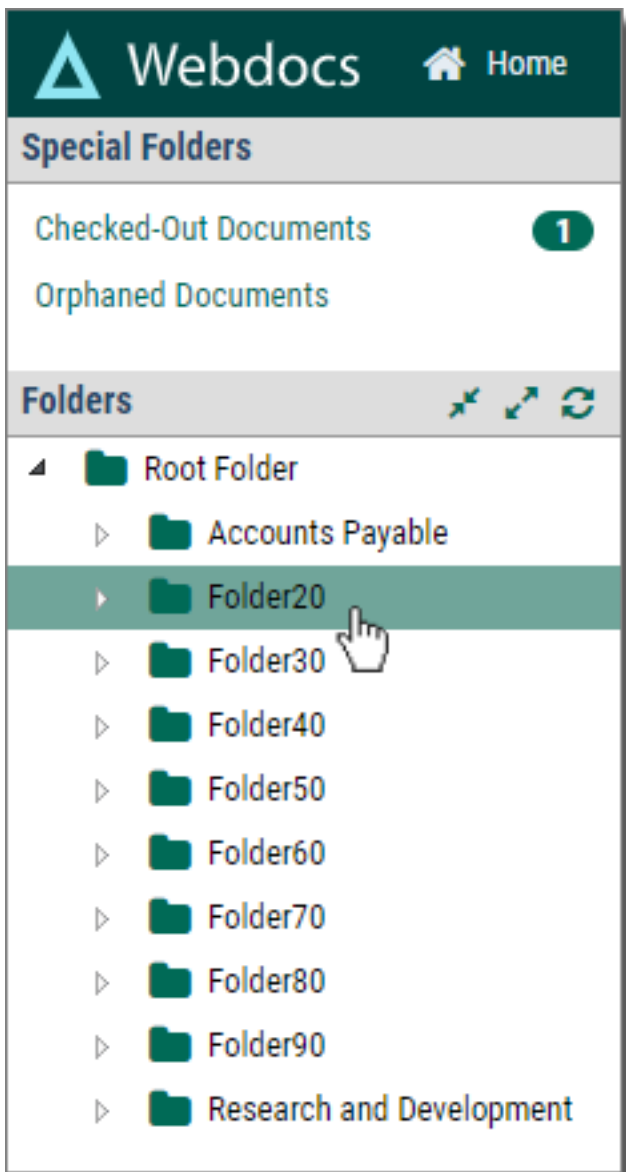 Webdocs Home
Special Folders
Checked-Out Documents 1
Orphaned Documents
Folders
Root Folder
Accounts Payable
Folder20
Folder30
Folder40
Folder50
Folder60
Folder70
Folder80
Folder90
Research and Development